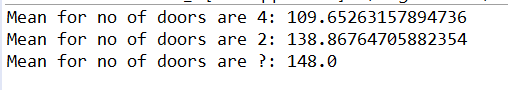 Mean for no of doors are 4: 109.65263157894736
Mean for no of doors are 2: 138.86764705882354
Mean for no of doors are ?: 148.0